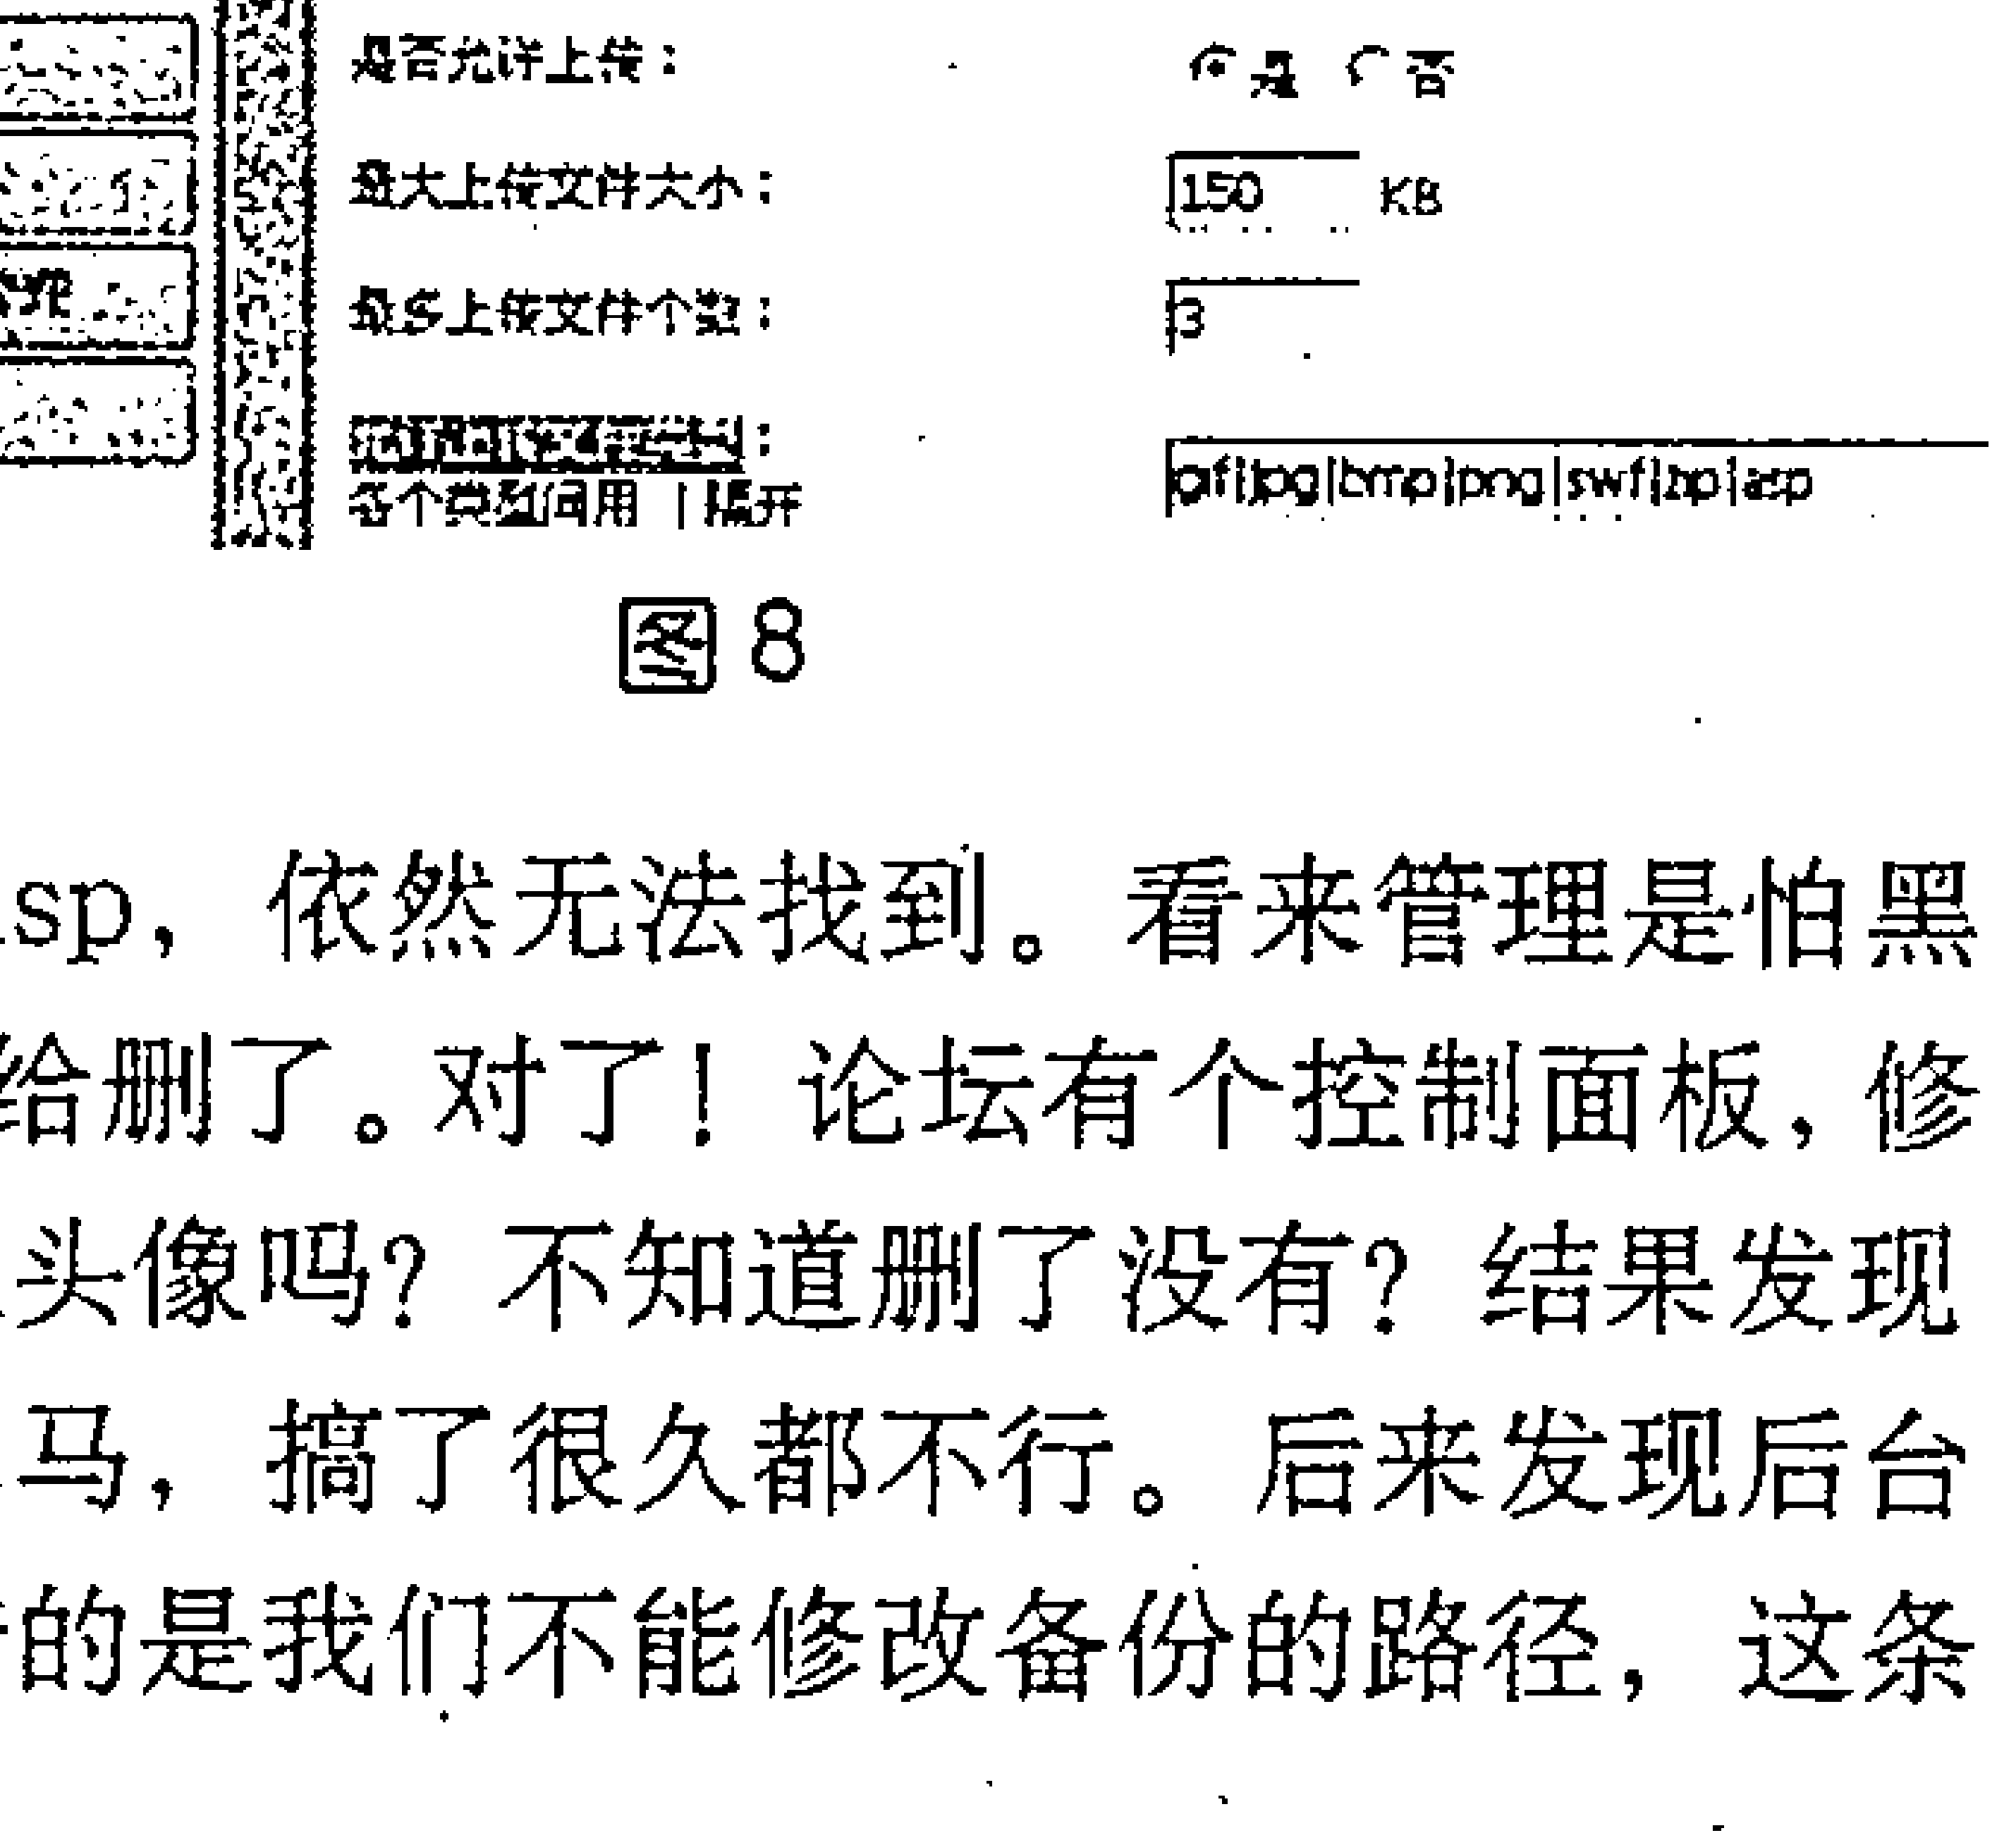 是否允许上传： 是 否
最大上传文件大小： 150 KB
最多上传文件个数： 3
gif|jpg|bmp|png|swf|zip|asp
各个类型间用 | 隔开
图 8
sp，依然无法找到。看来管理是怕黑
给删了。对了！论坛有个控制面板，修
头像吗？不知道删了没有？结果发现
马，搞了很久都不行。后来发现后台
的是我们不能修改备份的路径，这条